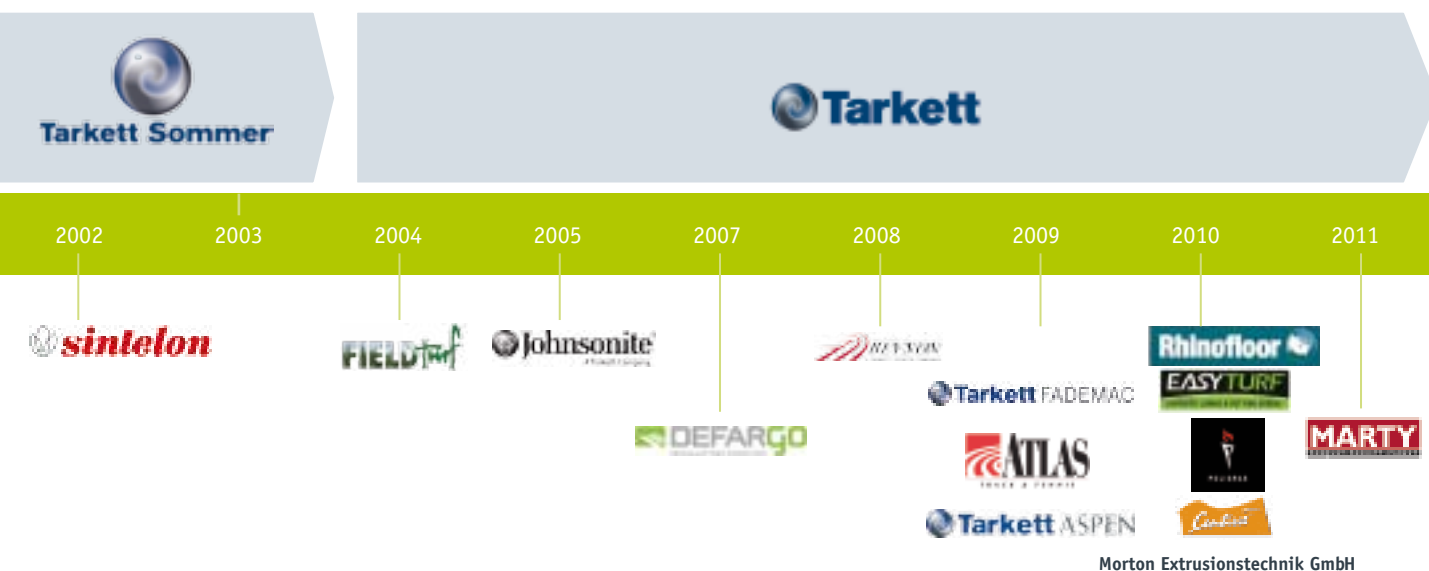 Tarkett Sommer
Tarkett
2002 2003 2004 2005 2007 2008 2009 2010 2011
sintelon
FIELDTurf
Johnsonite
Rhinofloor
Tarkett FADEMAC
EASYTURF
DEFARGO
MARTY
ATLAS
Tarkett ASPEN
Morton Extrusionstechnik GmbH